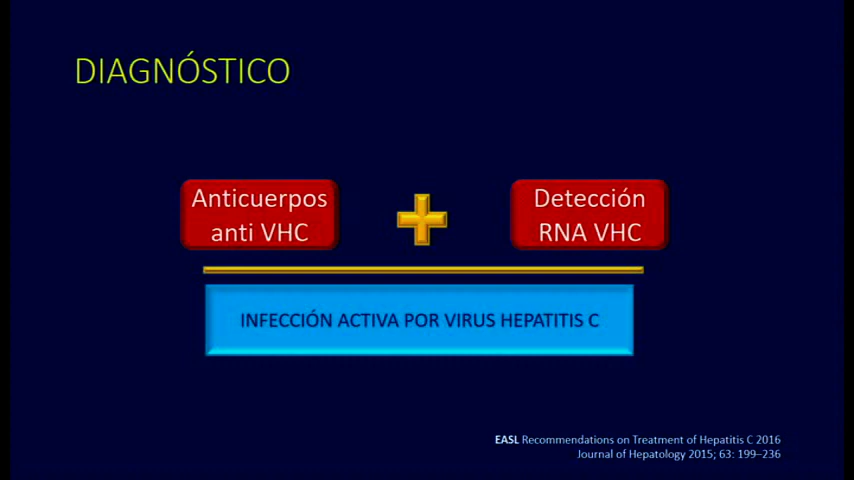 DIAGNÓSTICO
Anticuerpos
anti VHC
Detección
RNA VHC
INFECCIÓN ACTIVA POR VIRUS HEPATITIS C
EASL Recommendations on Treatment of Hepatitis C 2016
Journal of Hepatology 2015; 63: 199–236